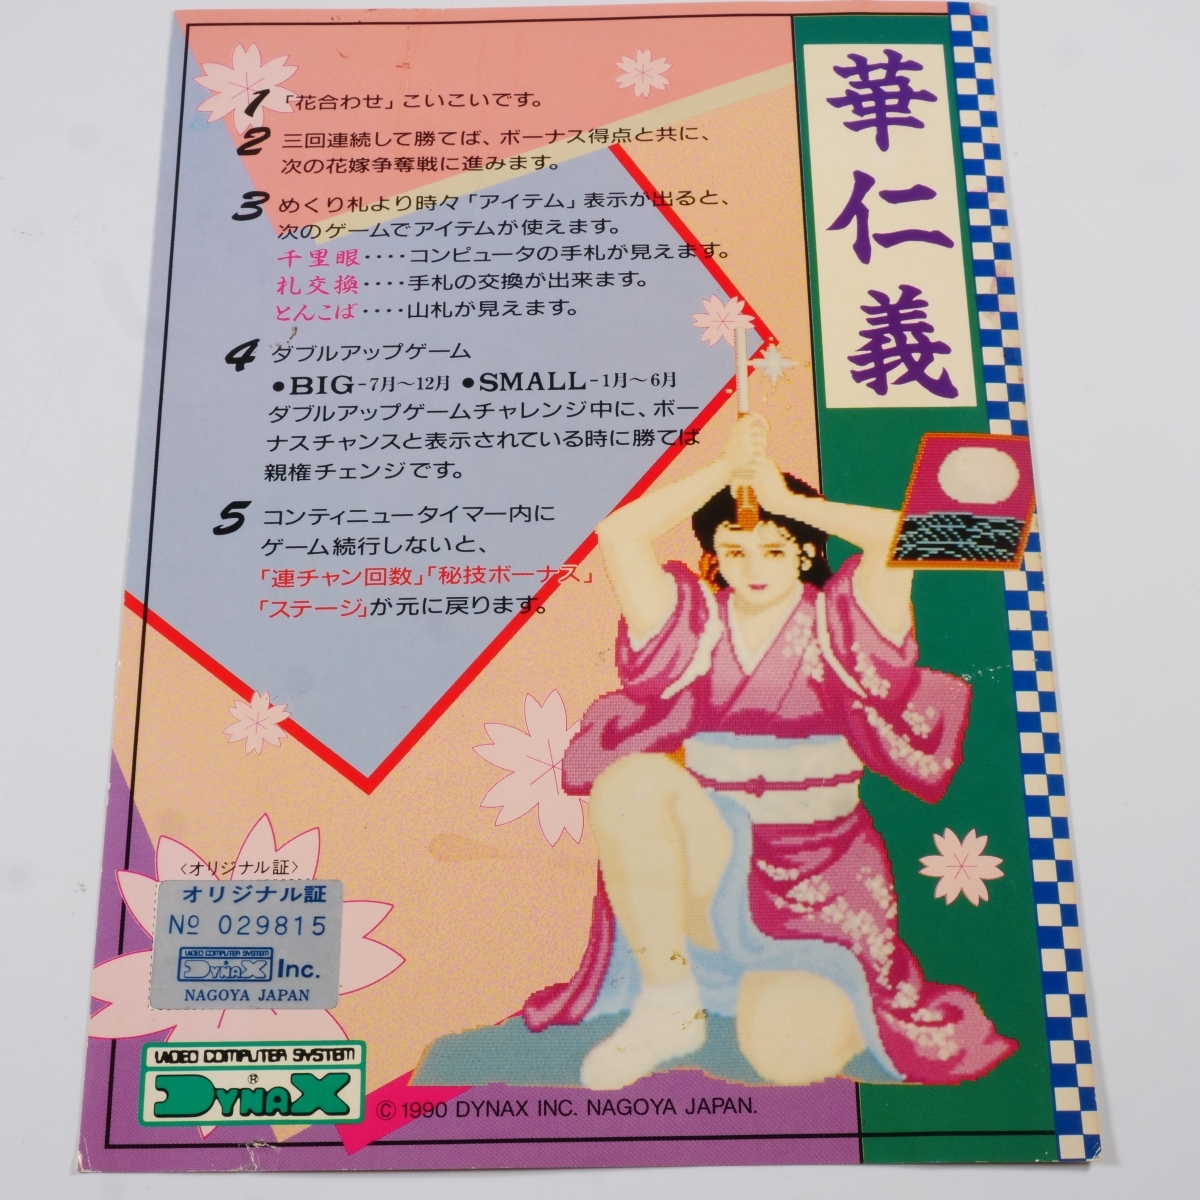 華仁義
1 「花合わせ」こいこいです。
2 三回連続して勝てば、ボーナス得点と共に、
次の花嫁争奪戦に進みます。
3 めくり札より時々「アイテム」表示が出ると、
次のゲームでアイテムが使えます。
千里眼････コンピュータの手札が見えます。
札交換････手札の交換が出来ます。
とんこば････山札が見えます。
4 ダブルアップゲーム
●BIG-7月〜12月 ●SMALL-1月〜6月
ダブルアップゲームチャレンジ中に、ボー
ナスチャンスと表示されている時に勝てば
親権チェンジです。
5 コンティニュータイマー内に
ゲーム続行しないと、
「連チャン回数」「秘技ボーナス」
「ステージ」が元に戻ります。
〈オリジナル証〉
オリジナル証
№ 029815
VIDEO COMPUTER SYSTEM
DYNAX Inc.
NAGOYA JAPAN
VIDEO COMPUTER SYSTEM
DYNAX®
© 1990 DYNAX INC. NAGOYA JAPAN.